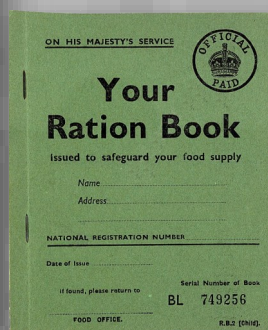 ON HIS MAJESTY'S SERVICE
OFFICIAL PAID
Your
Ration Book
Issued to safeguard your food supply
Name
Address
NATIONAL REGISTRATION NUMBER
Date of Issue
Serial Number of Book
If found, please return to
BL 749256
FOOD OFFICE.
R.B.2 [Child].